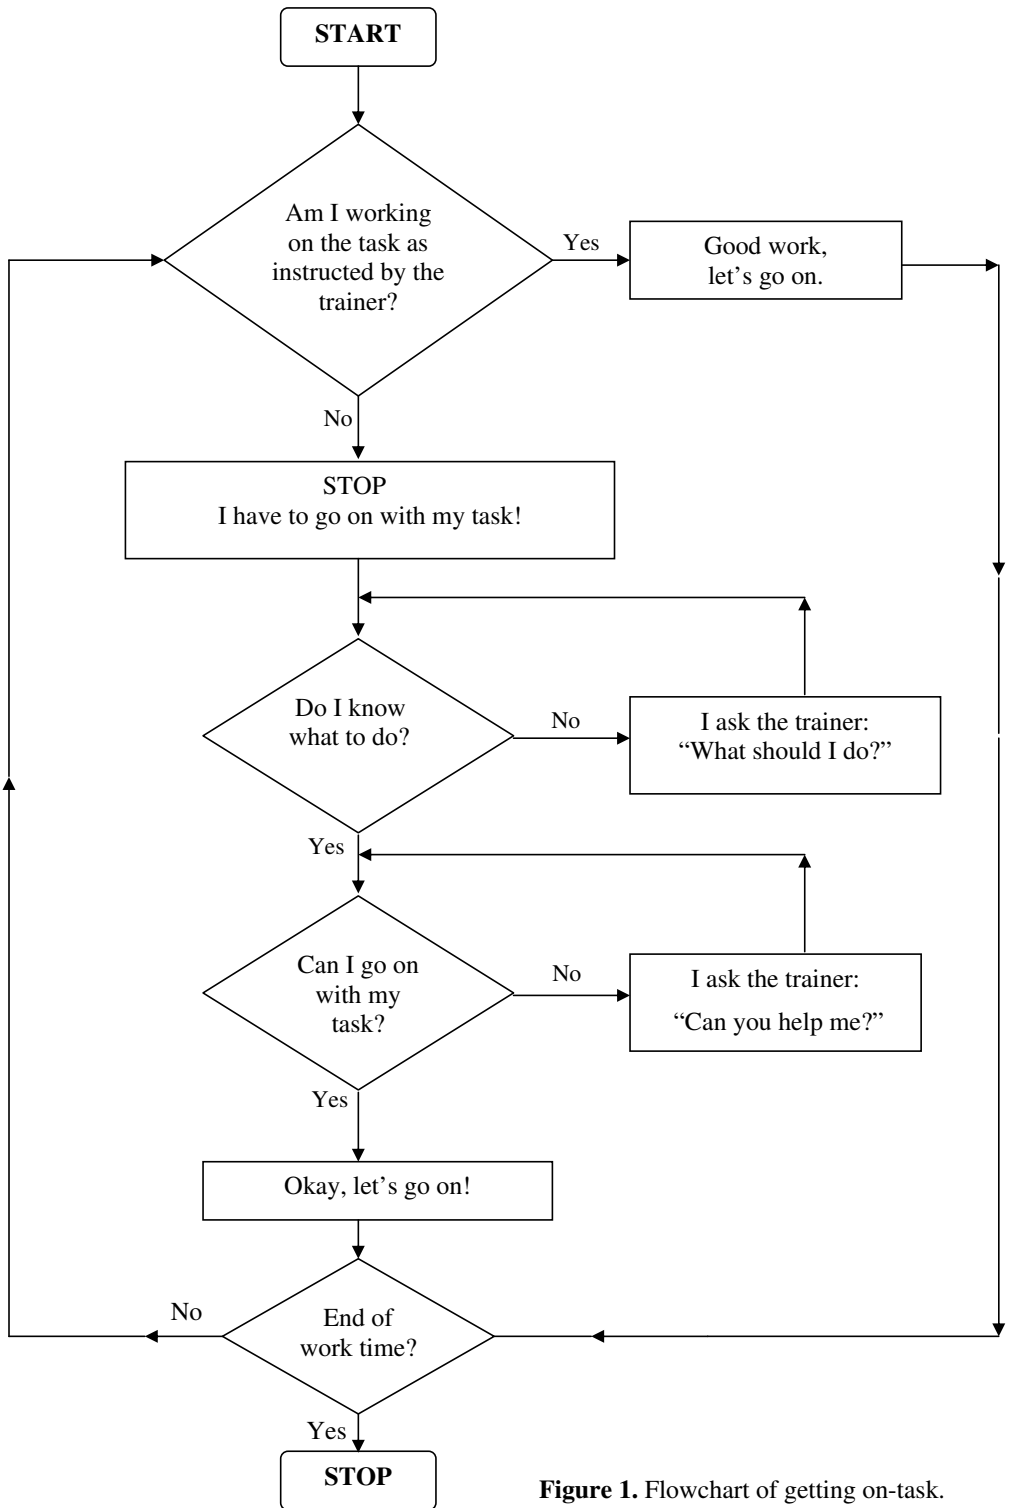 START
Am I working
on the task as
instructed by the
trainer?
Yes
Good work,
let’s go on.
No
STOP
I have to go on with my task!
Do I know
what to do?
No
I ask the trainer:
“What should I do?”
Yes
Can I go on
with my
task?
No
I ask the trainer:
“Can you help me?”
Yes
Okay, let’s go on!
No
End of
work time?
Yes
STOP
Figure 1. Flowchart of getting on-task.